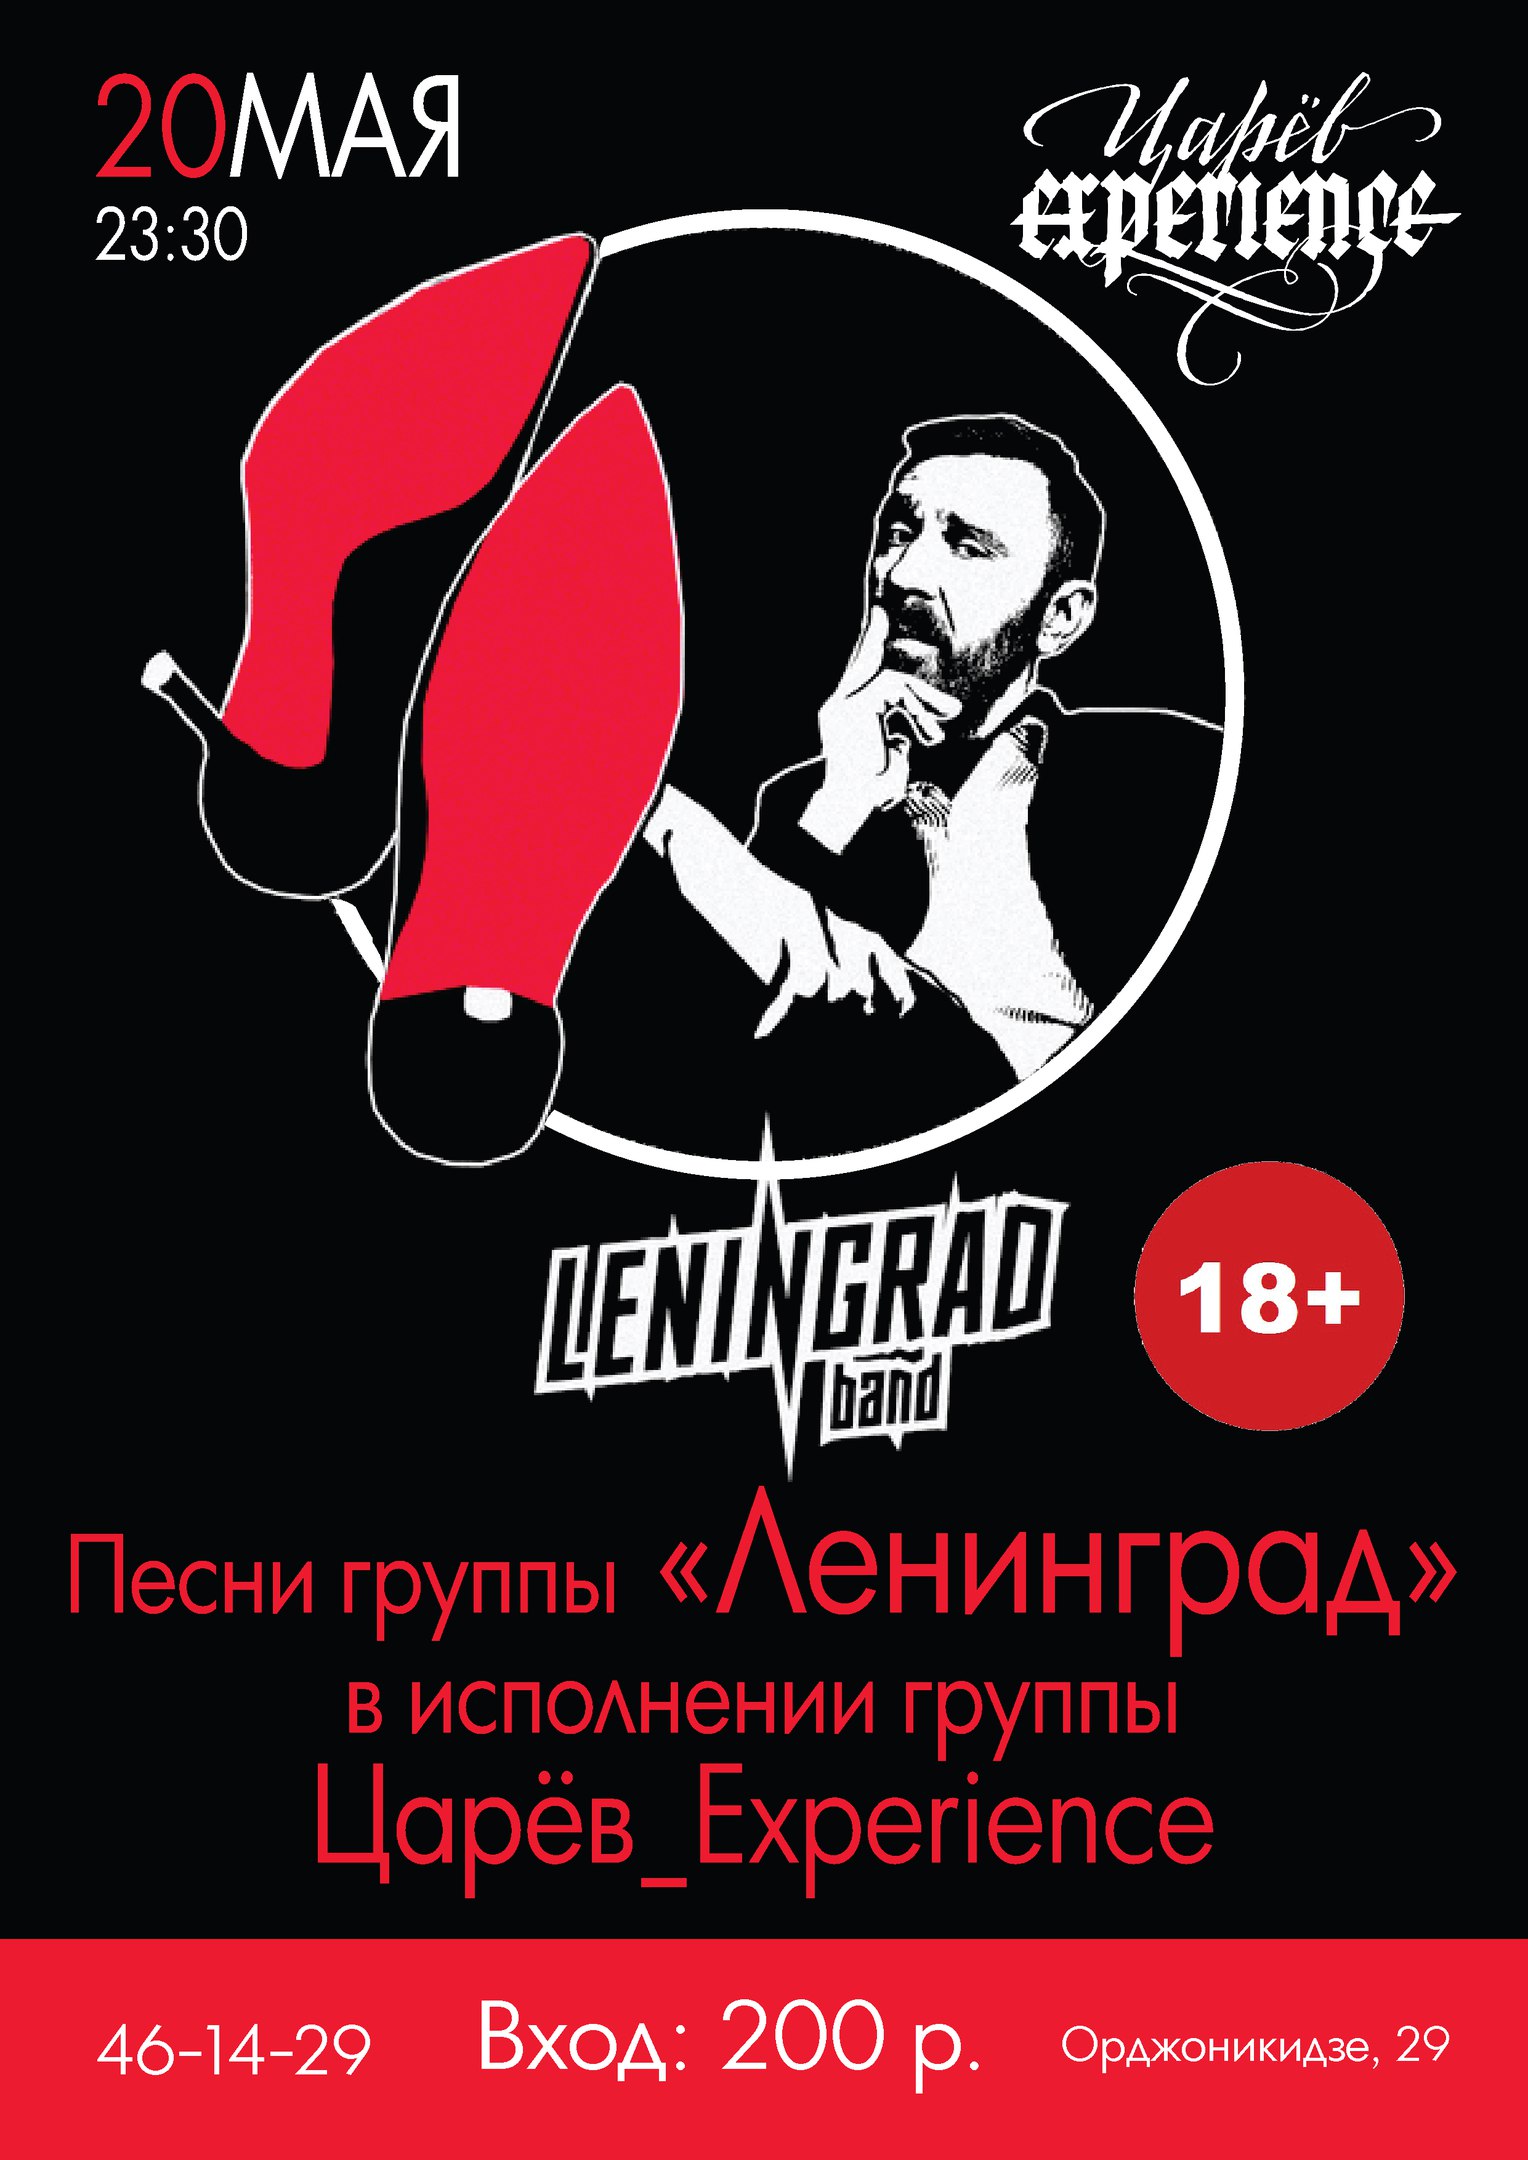 20МАЯ
23:30
Царёв
experience
LENINGRAD
band
18+
Песни группы «Ленинград»
в исполнении группы
Царёв_Experience
46-14-29 Вход: 200 р. Орджоникидзе, 29